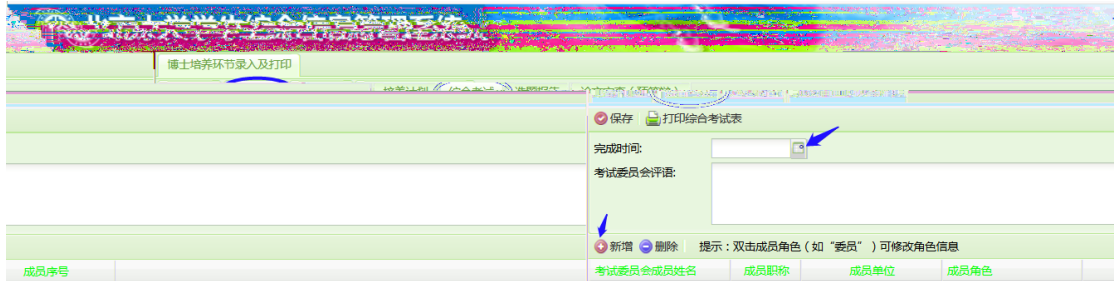 博士培养环节录入及打印
综合考试
保存 打印综合考试表
完成时间:
考试委员会评语:
新增 删除 提示：双击成员角色（如“委员”）可修改角色信息
成员序号 考试委员会成员姓名 成员职称 成员单位 成员角色